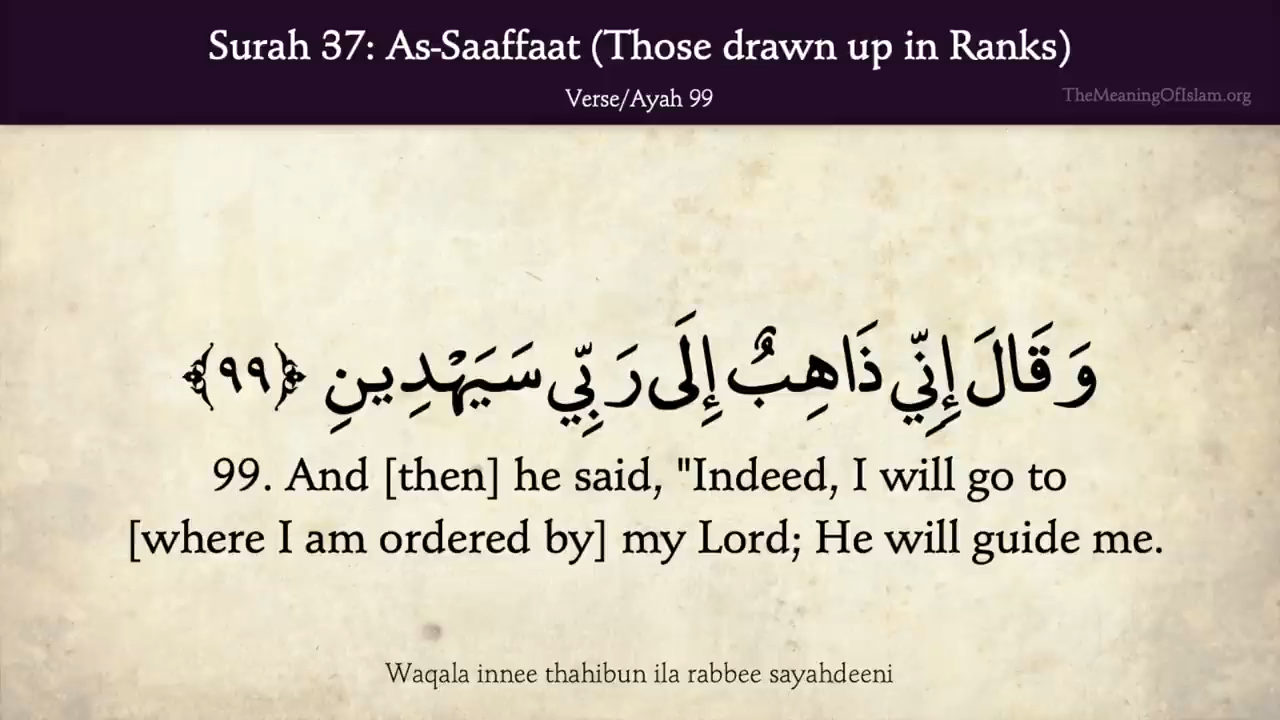 Surah 37: As-Saaffaat (Those drawn up in Ranks)
Verse/Ayah 99
TheMeaningOfIslam.org
وَقَالَ إِنِّي ذَاهِبٌ إِلَى رَبِّي سَيَهْدِينِ ﴿٩٩﴾
99. And [then] he said, "Indeed, I will go to
[where I am ordered by] my Lord; He will guide me.
Waqala innee thahibun ila rabbee sayahdeeni